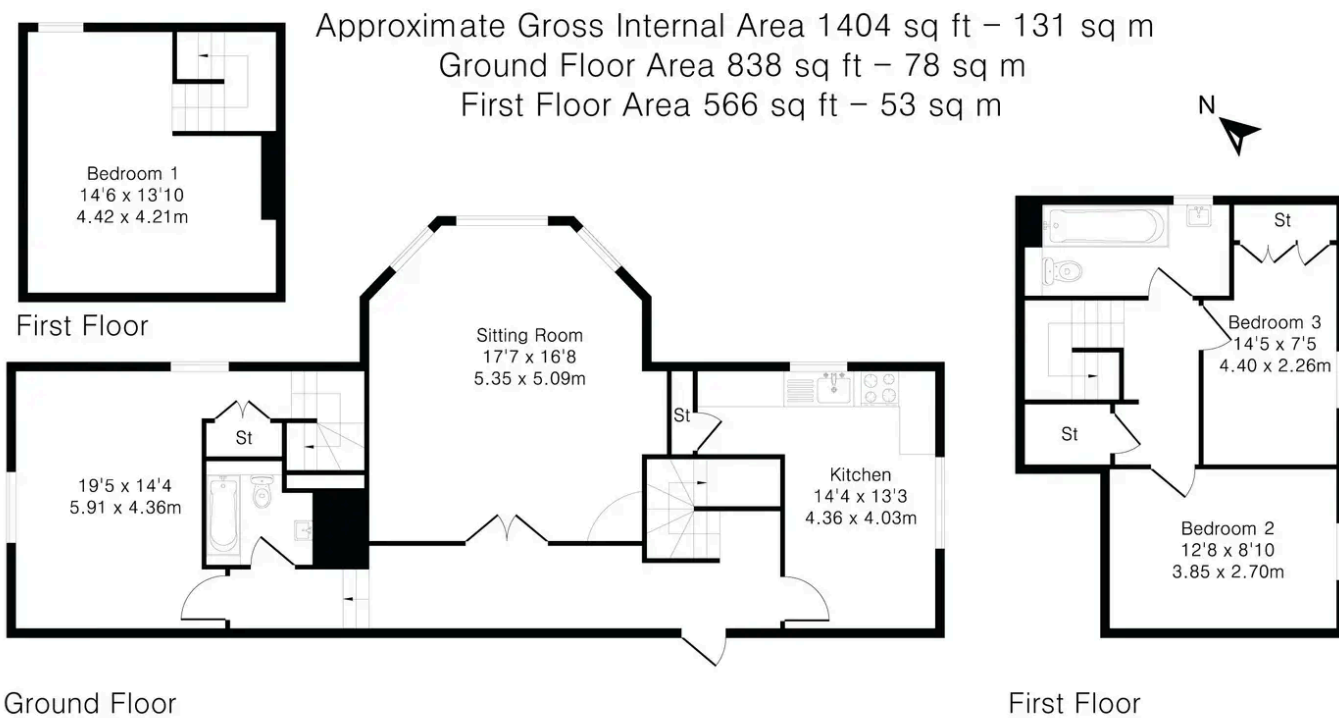 Approximate Gross Internal Area 1404 sq ft – 131 sq m
Ground Floor Area 838 sq ft – 78 sq m
First Floor Area 566 sq ft – 53 sq m
N
Bedroom 1
14'6 x 13'10
4.42 x 4.21m
First Floor
Sitting Room
17'7 x 16'8
5.35 x 5.09m
St
19'5 x 14'4
5.91 x 4.36m
St
Kitchen
14'4 x 13'3
4.36 x 4.03m
Ground Floor
St
Bedroom 3
14'5 x 7'5
4.40 x 2.26m
St
Bedroom 2
12'8 x 8'10
3.85 x 2.70m
First Floor